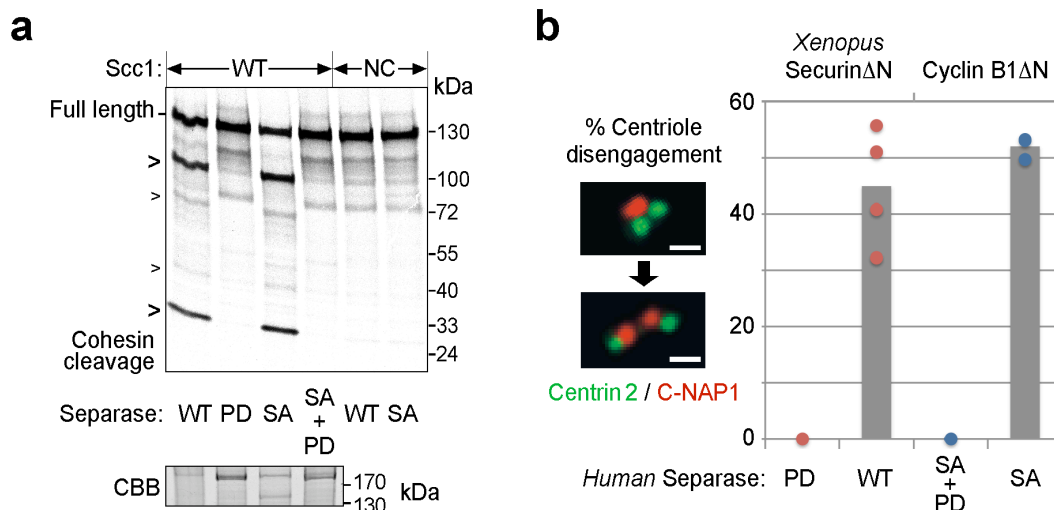 a
Scc1: WT NC
kDa
Full length
130
>
100
>
72
55
>
40
>
33
Cohesin
cleavage
24
Separase: WT PD SA SA + PD WT SA
CBB
170
130
kDa
b
Xenopus
SecurinΔN
Cyclin B1ΔN
% Centriole
disengagement
60
40
20
0
Centrin 2 / C-NAP1
Human Separase: PD WT SA + PD SA